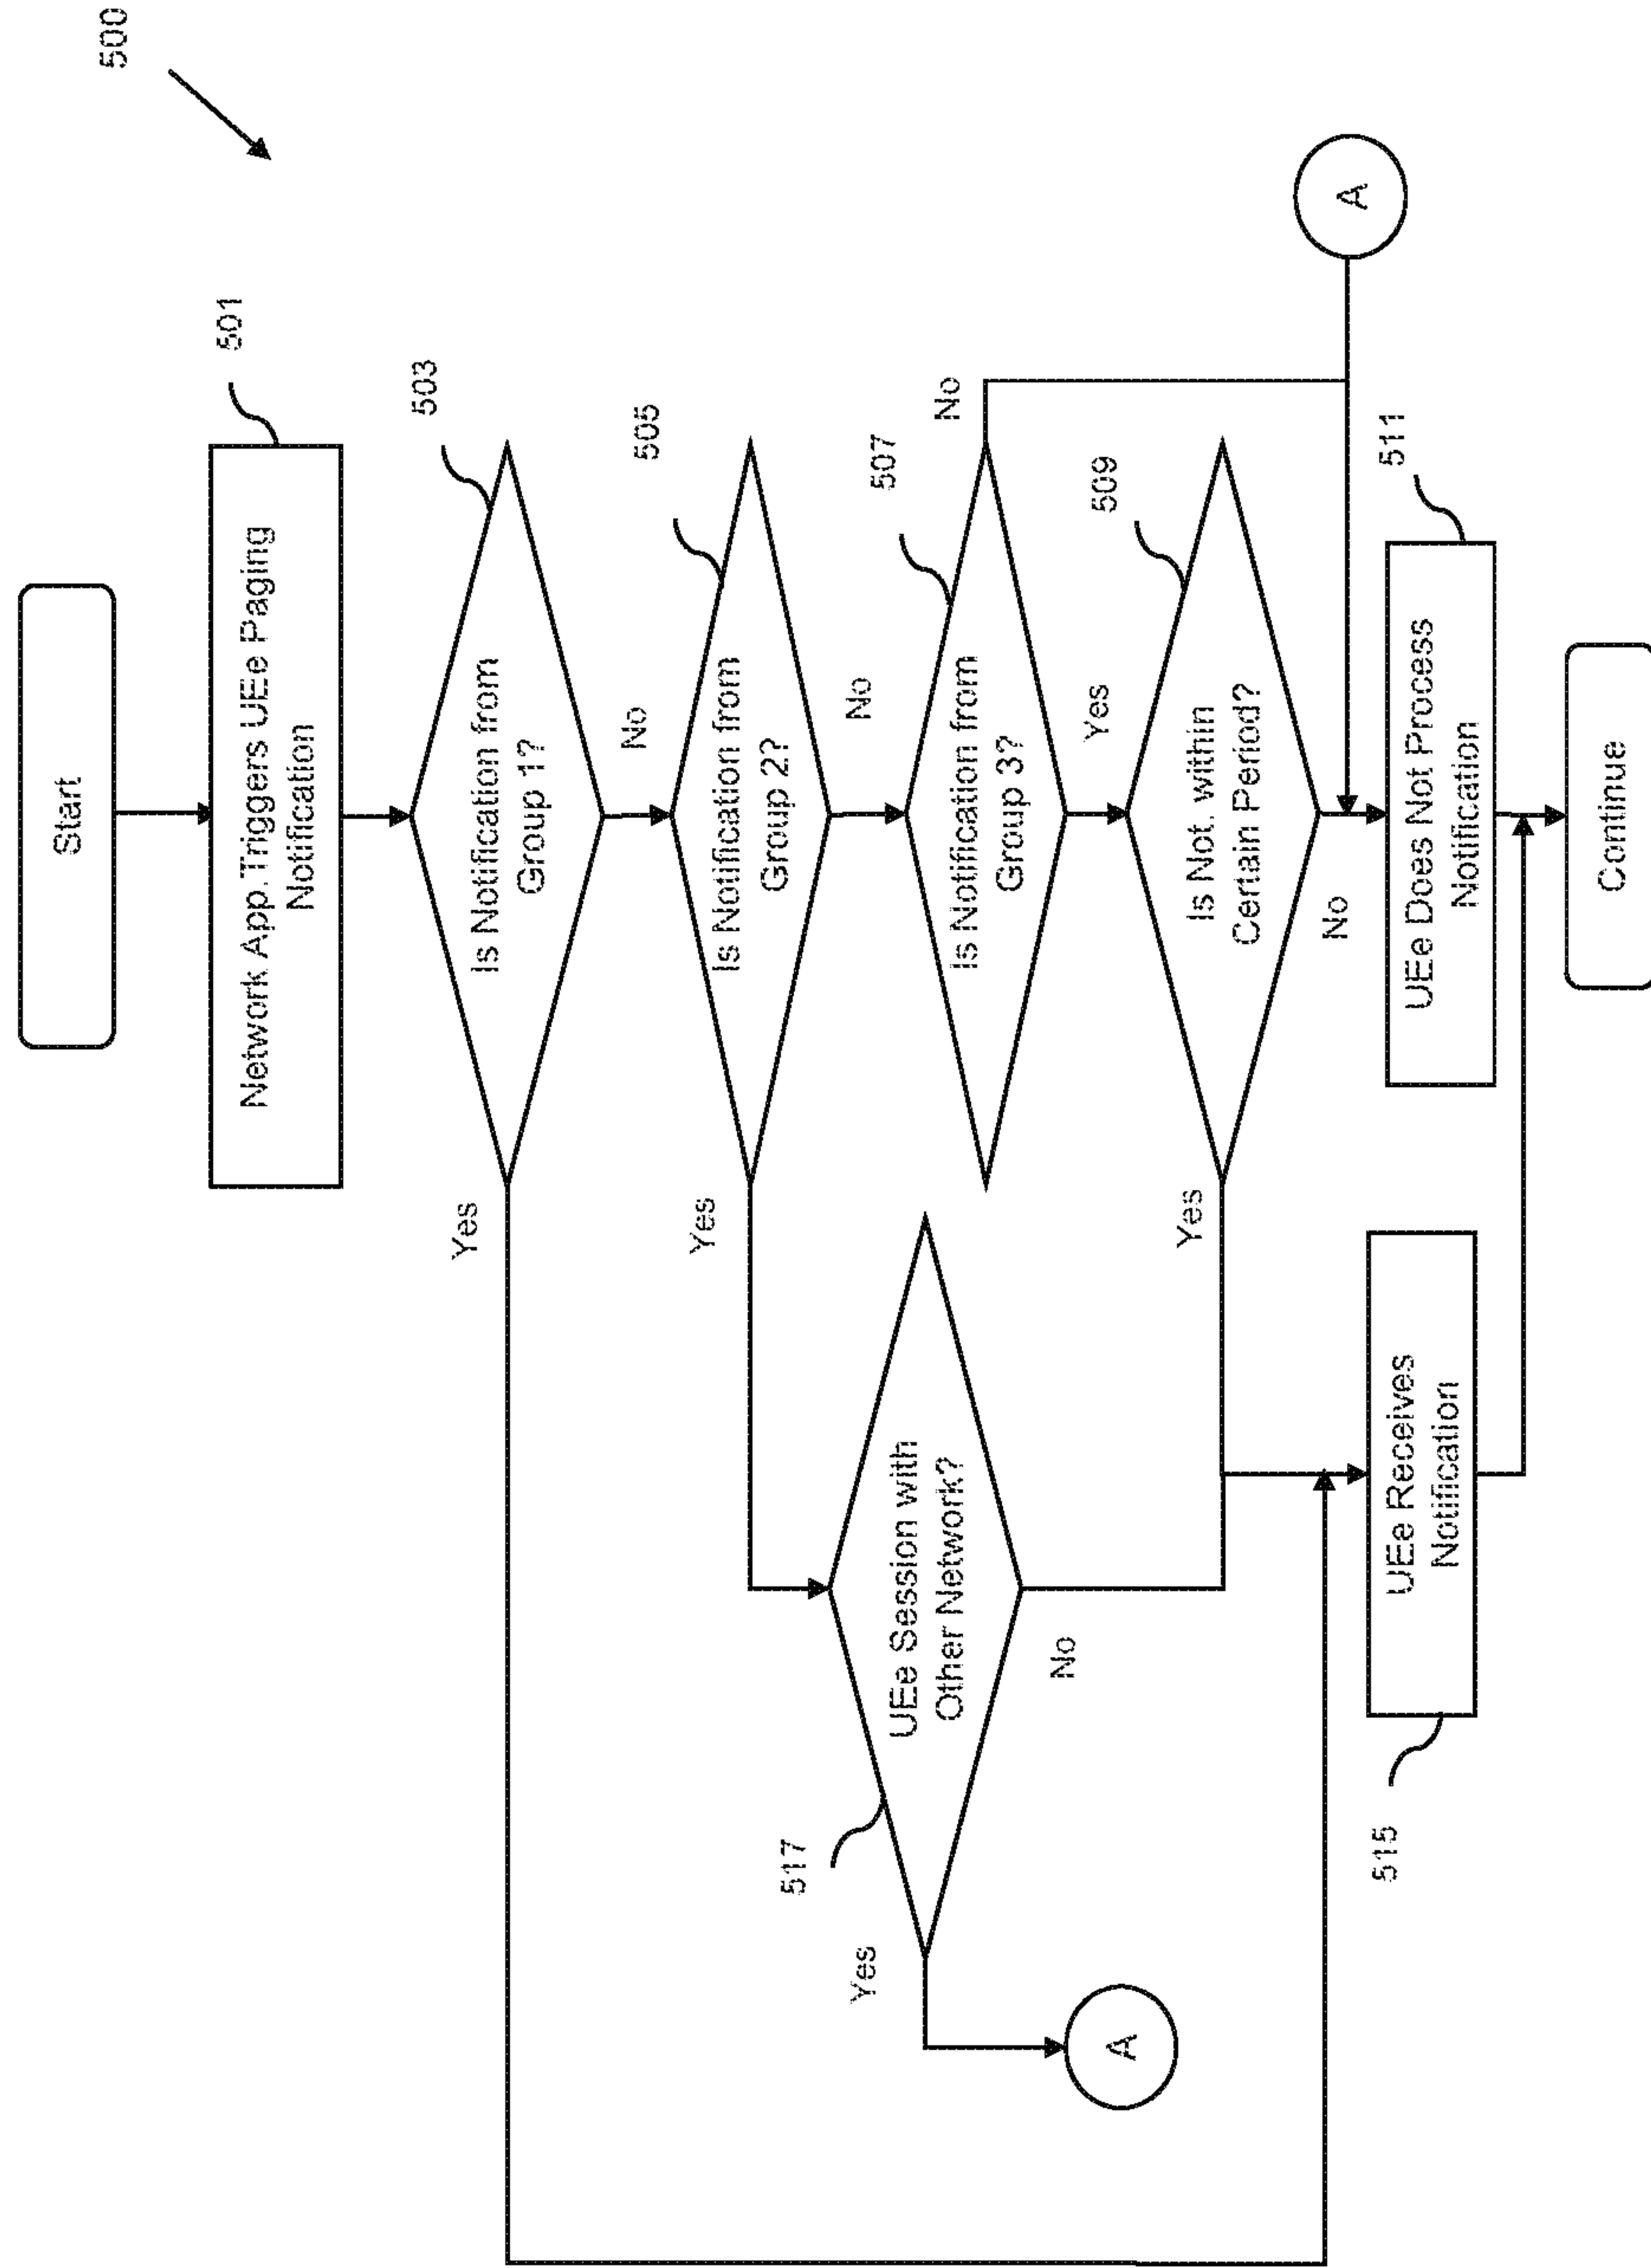 500
Start
501
Network App. Triggers UEe Paging
Notification
503
Is Notification from
Group 1?
Yes
No
505
Is Notification from
Group 2?
Yes
No
507
Is Notification from
Group 3?
No
Yes
517
UEe Session with
Other Network?
Yes
No
A
509
Is Not. within
Certain Period?
Yes
No
A
511
UEe Does Not Process
Notification
515
UEe Receives
Notification
Continue